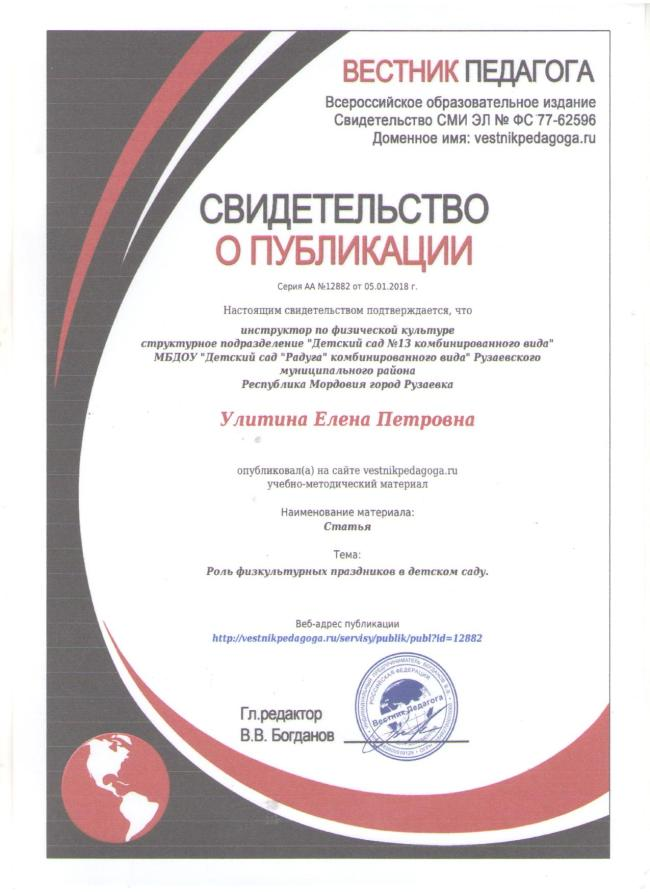 ВЕСТНИК ПЕДАГОГА
Всероссийское образовательное издание
Свидетельство СМИ ЭЛ № ФС 77-62596
Доменное имя: vestnikpedagoga.ru
СВИДЕТЕЛЬСТВО
О ПУБЛИКАЦИИ
Серия АА №12882 от 05.01.2018 г.
Настоящим свидетельством подтверждается, что
инструктор по физической культуре
структурное подразделение "Детский сад №13 комбинированного вида"
МБДОУ "Детский сад "Радуга" комбинированного вида" Рузаевского
муниципального района
Республика Мордовия город Рузаевка
Улитина Елена Петровна
опубликовал(а) на сайте vestnikpedagoga.ru
учебно-методический материал
Наименование материала:
Статья
Тема:
Роль физкультурных праздников в детском саду.
Веб-адрес публикации
http://vestnikpedagoga.ru/servisy/publik/publ?id=12882
Гл.редактор
В.В. Богданов
ИНДИВИДУАЛЬНЫЙ ПРЕДПРИНИМАТЕЛЬ БОГДАНОВ В.В.
РОССИЙСКАЯ ФЕДЕРАЦИЯ
Вестник Педагога